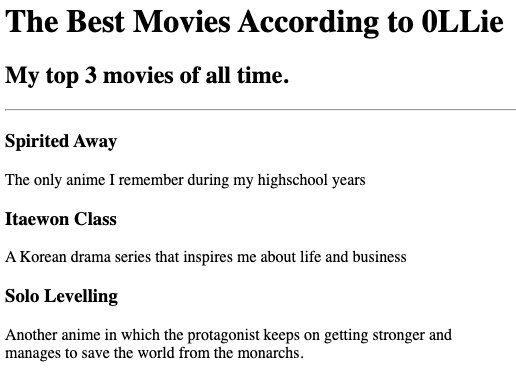 The Best Movies According to 0LLie
My top 3 movies of all time.
Spirited Away
The only anime I remember during my highschool years
Itaewon Class
A Korean drama series that inspires me about life and business
Solo Levelling
Another anime in which the protagonist keeps on getting stronger and
manages to save the world from the monarchs.